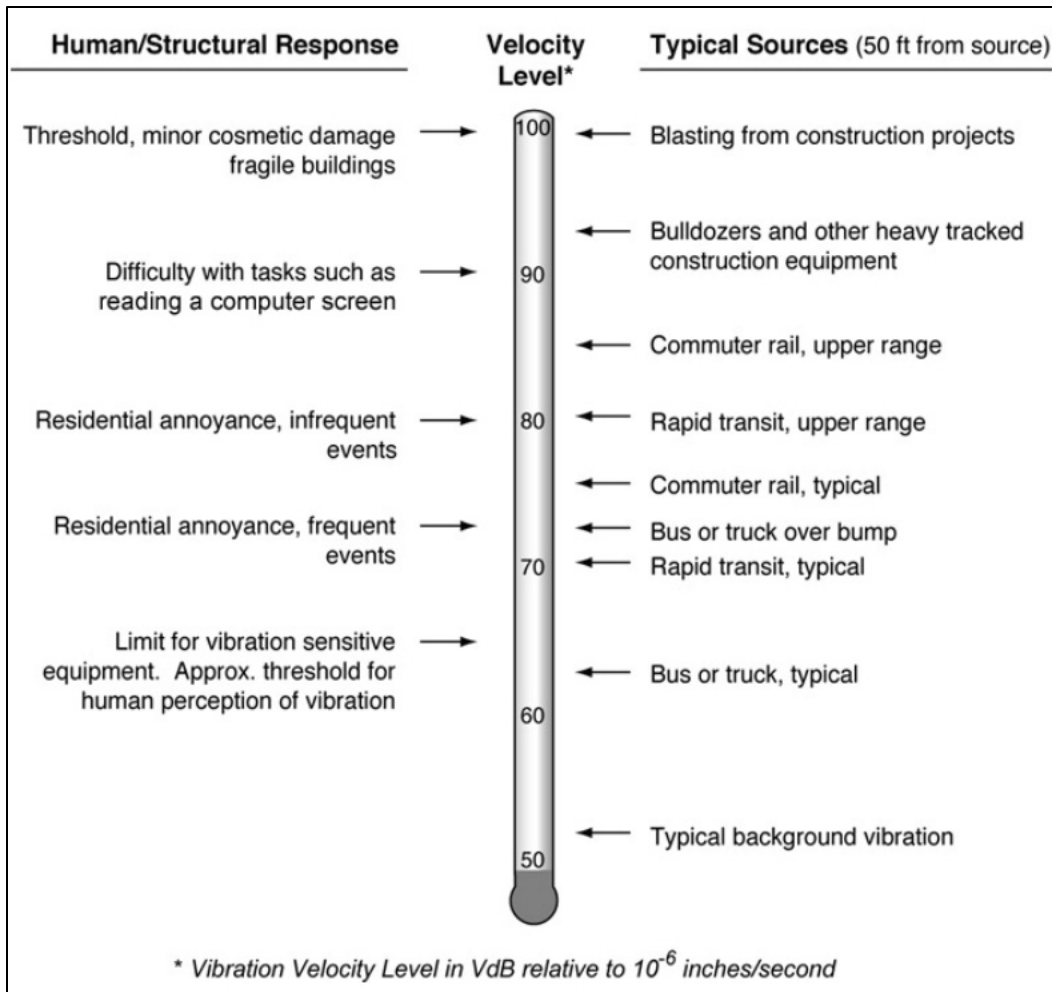 Human/Structural Response
Velocity
Level*
Typical Sources (50 ft from source)
Threshold, minor cosmetic damage
fragile buildings
100
Blasting from construction projects
Bulldozers and other heavy tracked
construction equipment
Difficulty with tasks such as
reading a computer screen
90
Commuter rail, upper range
Residential annoyance, infrequent
events
80
Rapid transit, upper range
Commuter rail, typical
Residential annoyance, frequent
events
Bus or truck over bump
70
Rapid transit, typical
Limit for vibration sensitive
equipment. Approx. threshold for
human perception of vibration
Bus or truck, typical
60
Typical background vibration
50
* Vibration Velocity Level in VdB relative to 10⁻⁶ inches/second